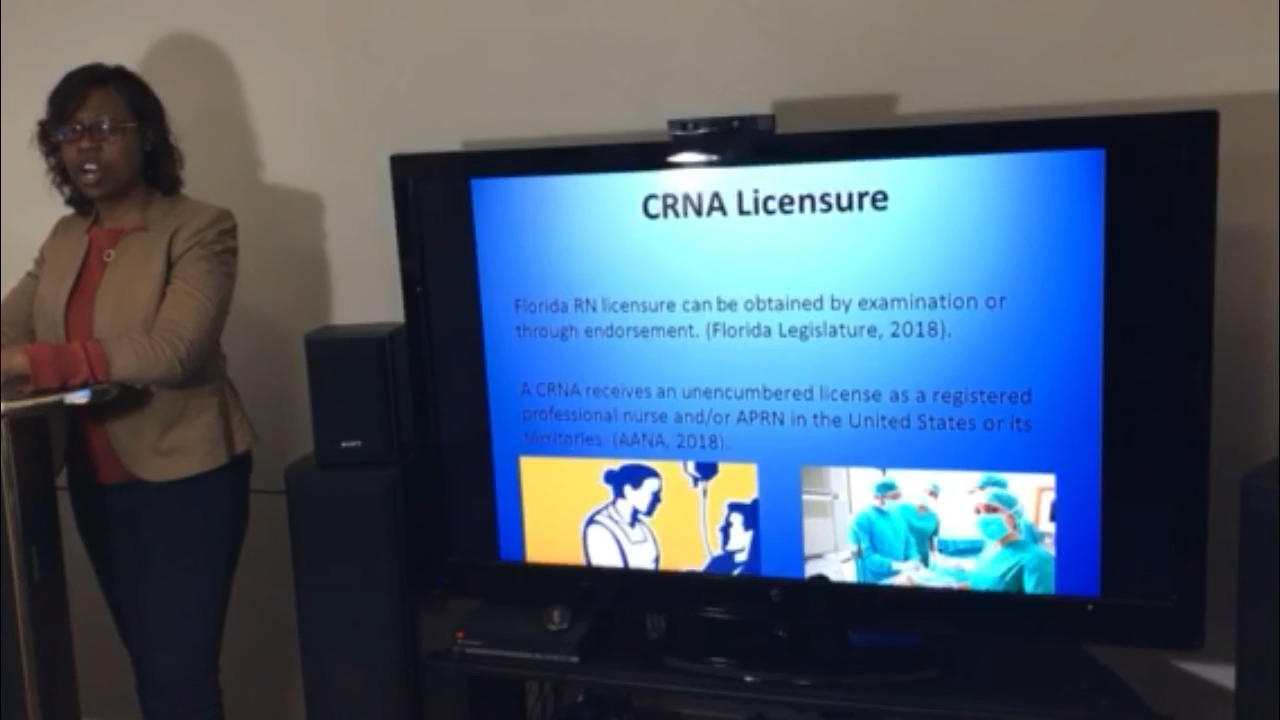 CRNA Licensure
Florida RN licensure can be obtained by examination or
through endorsement. (Florida Legislature, 2018).
A CRNA receives an unencumbered license as a registered
professional nurse and/or APRN in the United States or its
territories. (AANA, 2018).
SONY